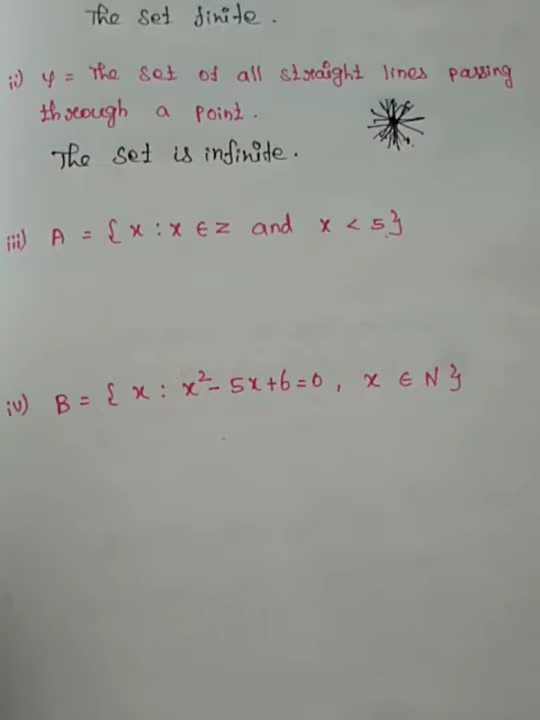 The set finite.
ii) Y = The set of all straight lines passing
through a point.
The set is infinite.
iii) A = { x : x ∈ z and x < 5}
iv) B = { x : x² - 5x + 6 = 0 , x ∈ N }